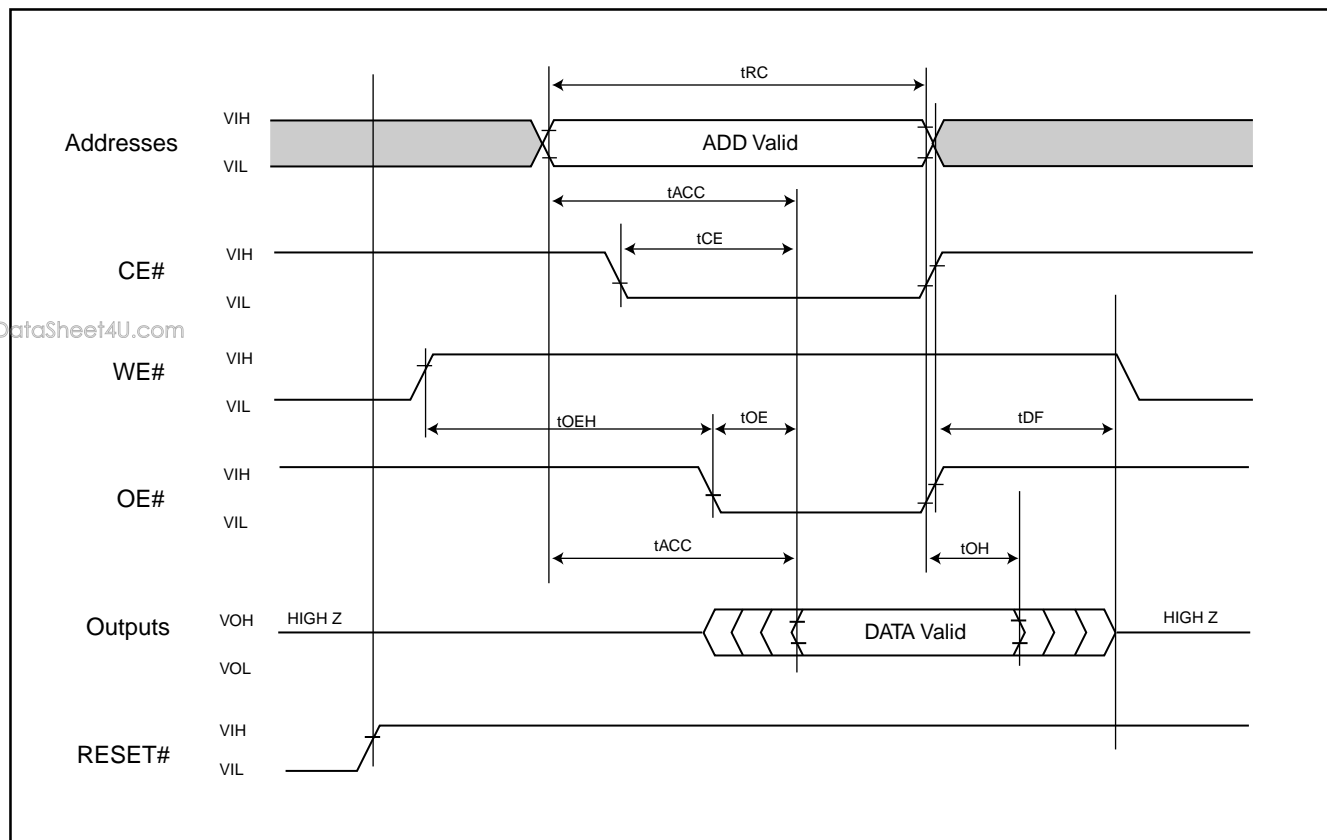 tRC
VIH
Addresses
ADD Valid
VIL
tACC
tCE
VIH
CE#
VIL
DataSheet4U.com
VIH
WE#
VIL
tOEH
tOE
tDF
VIH
OE#
VIL
tACC
tOH
VOH
HIGH Z
HIGH Z
Outputs
DATA Valid
VOL
VIH
RESET#
VIL